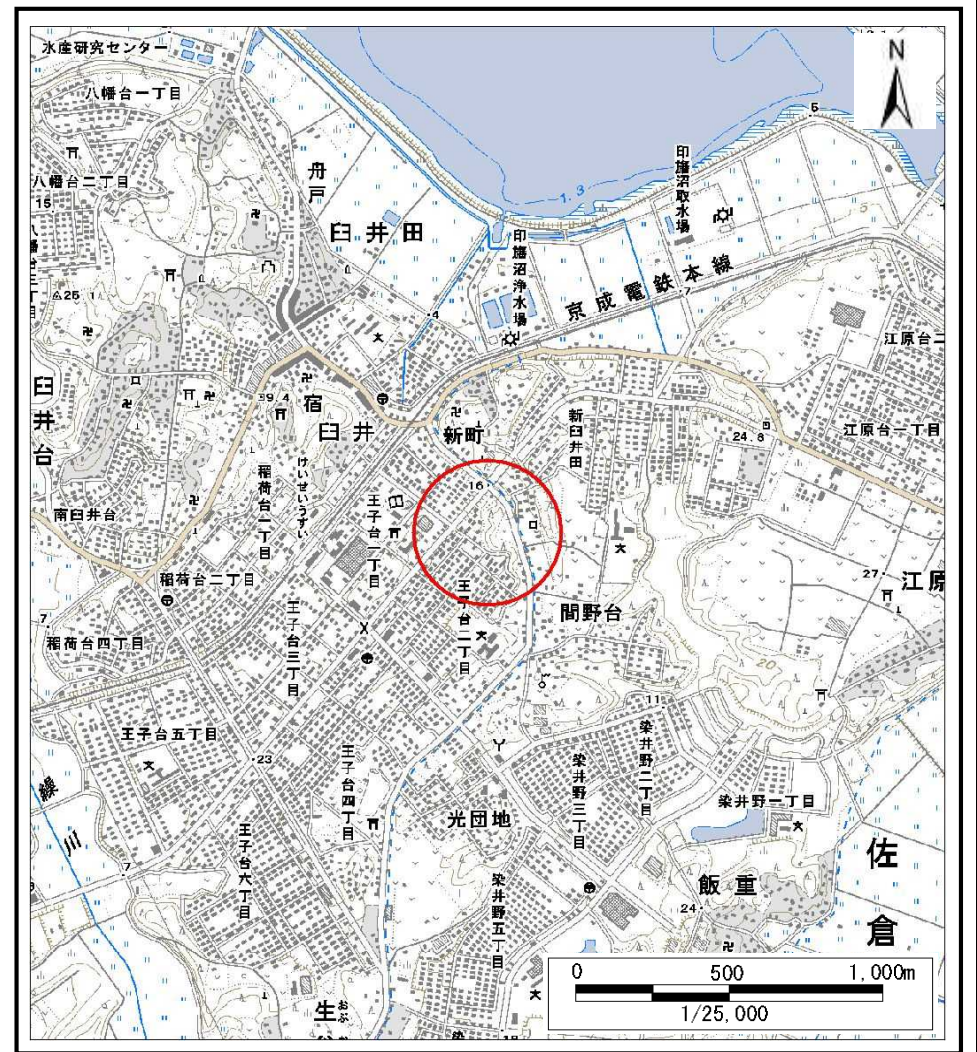 水産研究センター
八幡台一丁目
八幡台二丁目
15
舟戸
臼井田
印旛沼取水場
印旛沼浄水場
京成電鉄本線
N
5
1.3
7
4
25.1
江原台二
江原台一丁目
24.8
新臼井田
臼井台
宿
39.4
臼井
新町
16
けいせいうすい
稲荷台一丁目
南臼井台
稲荷台二丁目
7
稲荷台四丁目
王子台一丁目
王子台二丁目
王子台三丁目
間野台
27
江原
20
11
王子台五丁目
23
王子台四丁目
王子台六丁目
7
光団地
染井野二丁目
染井野三丁目
染井野一丁目
染井野五丁目
飯重
24
佐倉
繰川
生
おぶ
染
18
0 500 1,000m
1/25,000